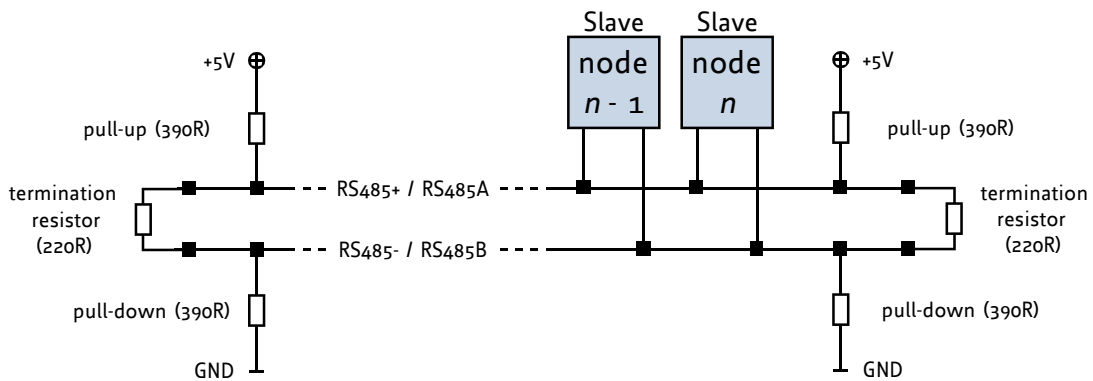 Slave
Slave
+5V
node
n - 1
node
n
+5V
pull-up (390R)
pull-up (390R)
termination
resistor
(220R)
RS485+ / RS485A
termination
resistor
(220R)
RS485- / RS485B
pull-down (390R)
pull-down (390R)
GND
GND